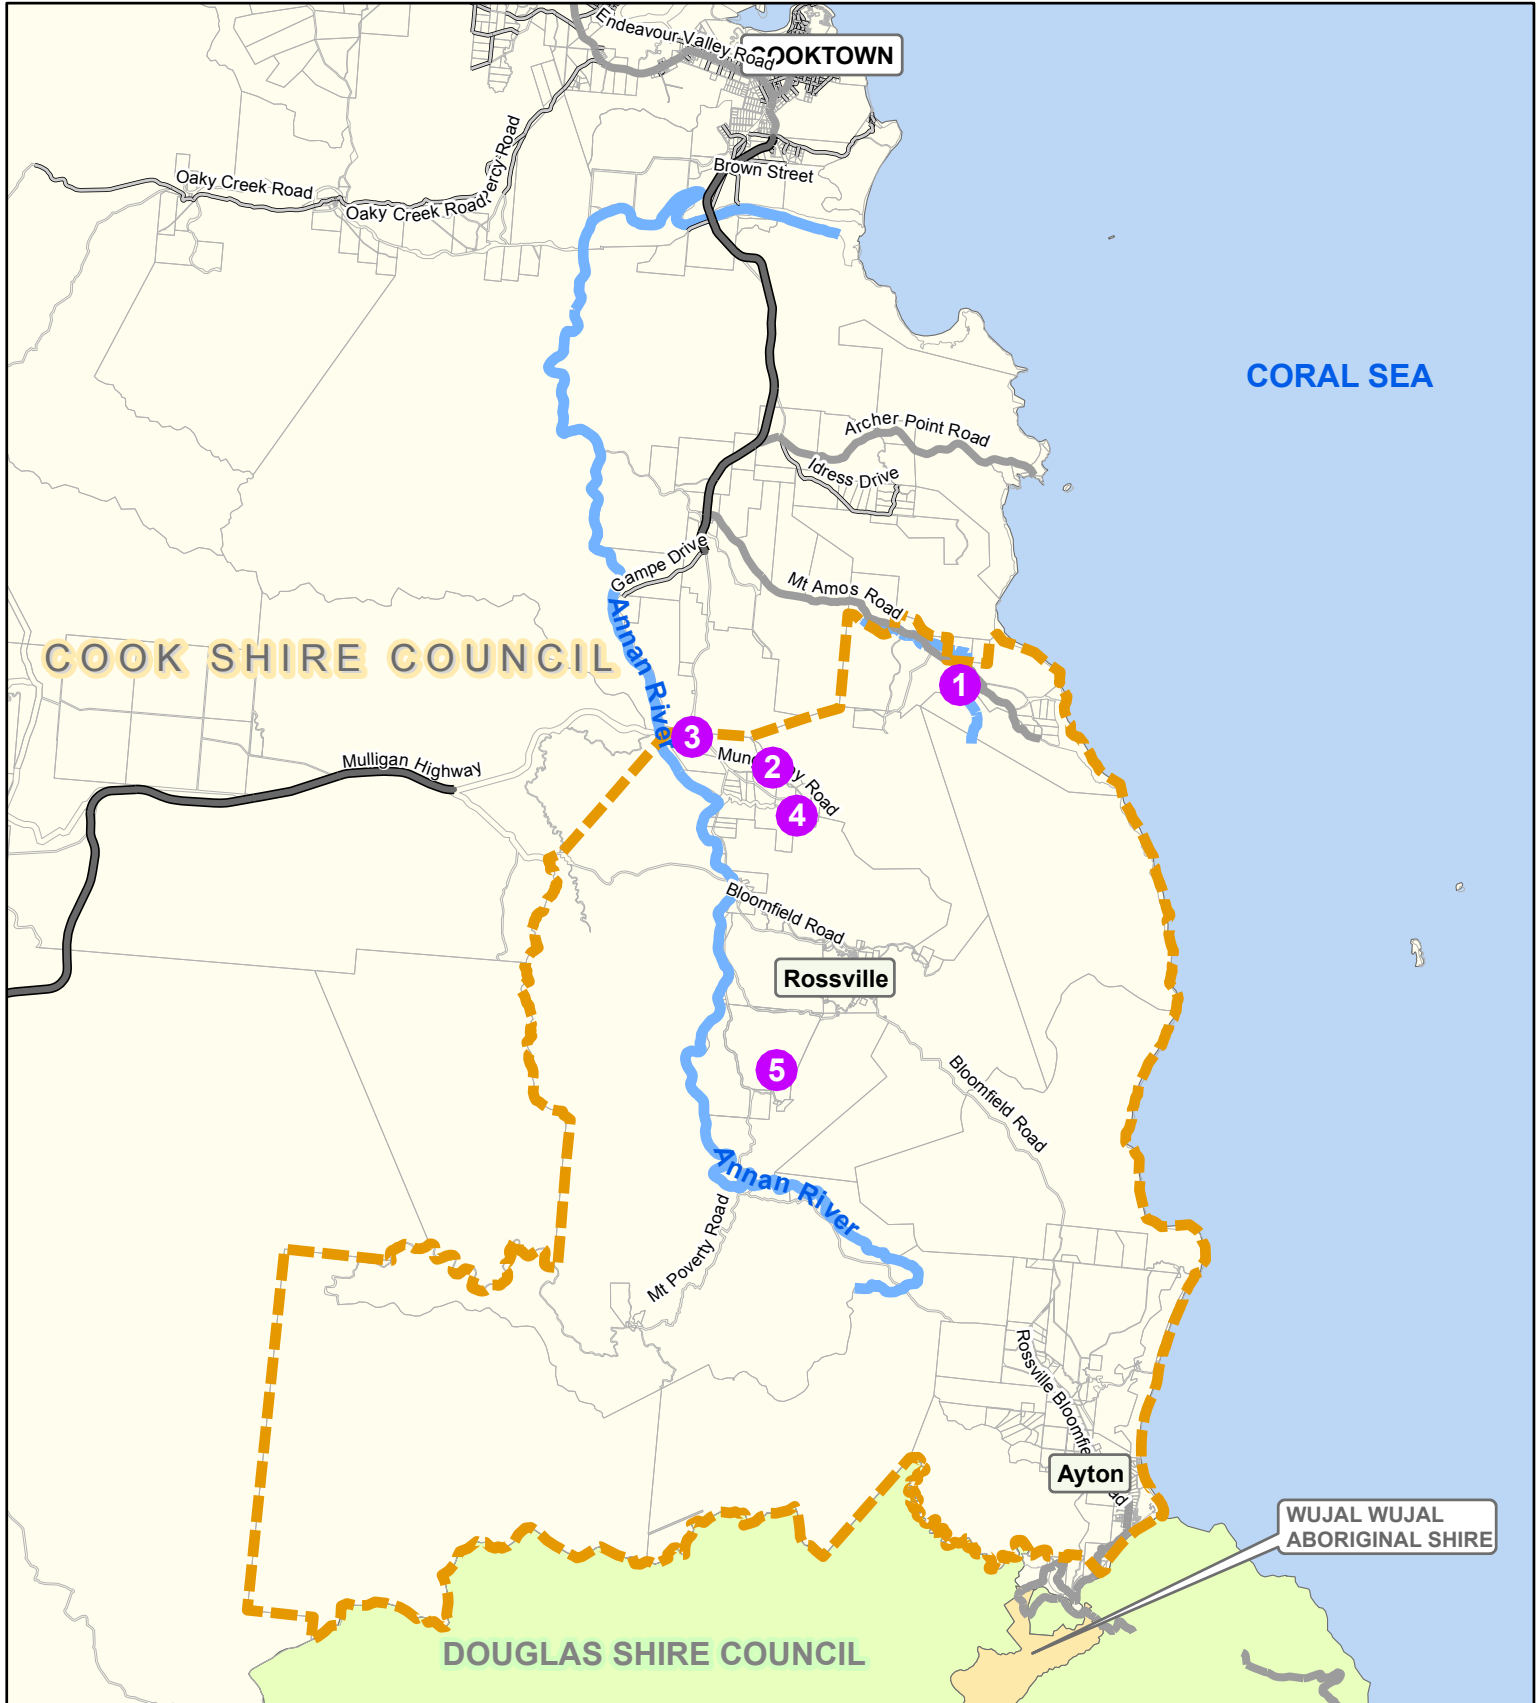 Endeavour Valley Road
COOKTOWN
Brown Street
Oaky Creek Road
Oaky Creek Road
CORAL SEA
Archer Point Road
Idress Drive
Gampe Drive
Mt Amos Road
Annan River
COOK SHIRE COUNCIL
1
3
2
4
Mulligan Highway
Bloomfield Road
Rossville
5
Bloomfield Road
Annan River
Mt Poverty Road
Rossville
Ayton
WUJAL WUJAL
ABORIGINAL SHIRE
DOUGLAS SHIRE COUNCIL